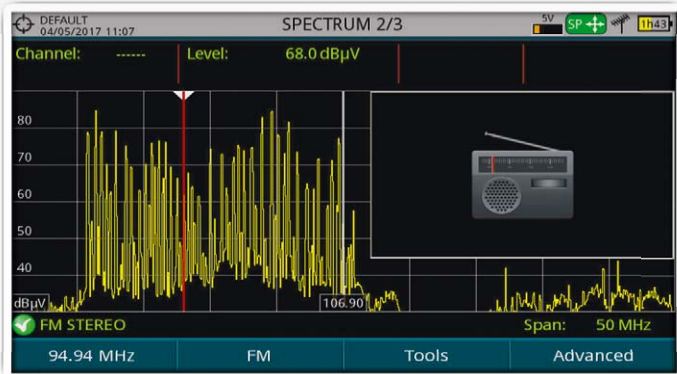 DEFAULT
04/05/2017 11:07
SPECTRUM 2/3
5V
SP
1h43
Channel: ------ Level: 68.0 dBµV
80
70
60
50
40
dBµV
106.90
FM STEREO
Span: 50 MHz
94.94 MHz FM Tools Advanced